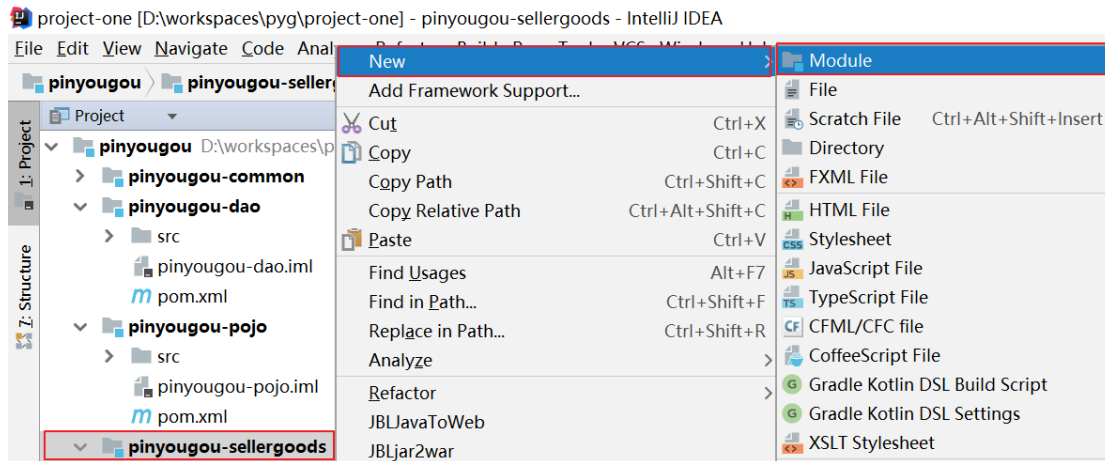 project-one [D:\workspaces\pyg\project-one] - pinyougou-sellergoods - IntelliJ IDEA
File Edit View Navigate Code
pinyougou pinyougou-sellerg
Project
1: Project
7: Structure
pinyougou D:\workspaces\p
pinyougou-common
pinyougou-dao
src
pinyougou-dao.iml
pom.xml
pinyougou-pojo
src
pinyougou-pojo.iml
pom.xml
pinyougou-sellergoods
New
Add Framework Support...
Cut Ctrl+X
Copy Ctrl+C
Copy Path Ctrl+Shift+C
Copy Relative Path Ctrl+Alt+Shift+C
Paste Ctrl+V
Find Usages Alt+F7
Find in Path... Ctrl+Shift+F
Replace in Path... Ctrl+Shift+R
Analyze
Refactor
JBLJavaToWeb
JBLjar2war
Module
File
Scratch File Ctrl+Alt+Shift+Insert
Directory
FXML File
HTML File
Stylesheet
JavaScript File
TypeScript File
CFML/CFC file
CoffeeScript File
Gradle Kotlin DSL Build Script
Gradle Kotlin DSL Settings
XSLT Stylesheet